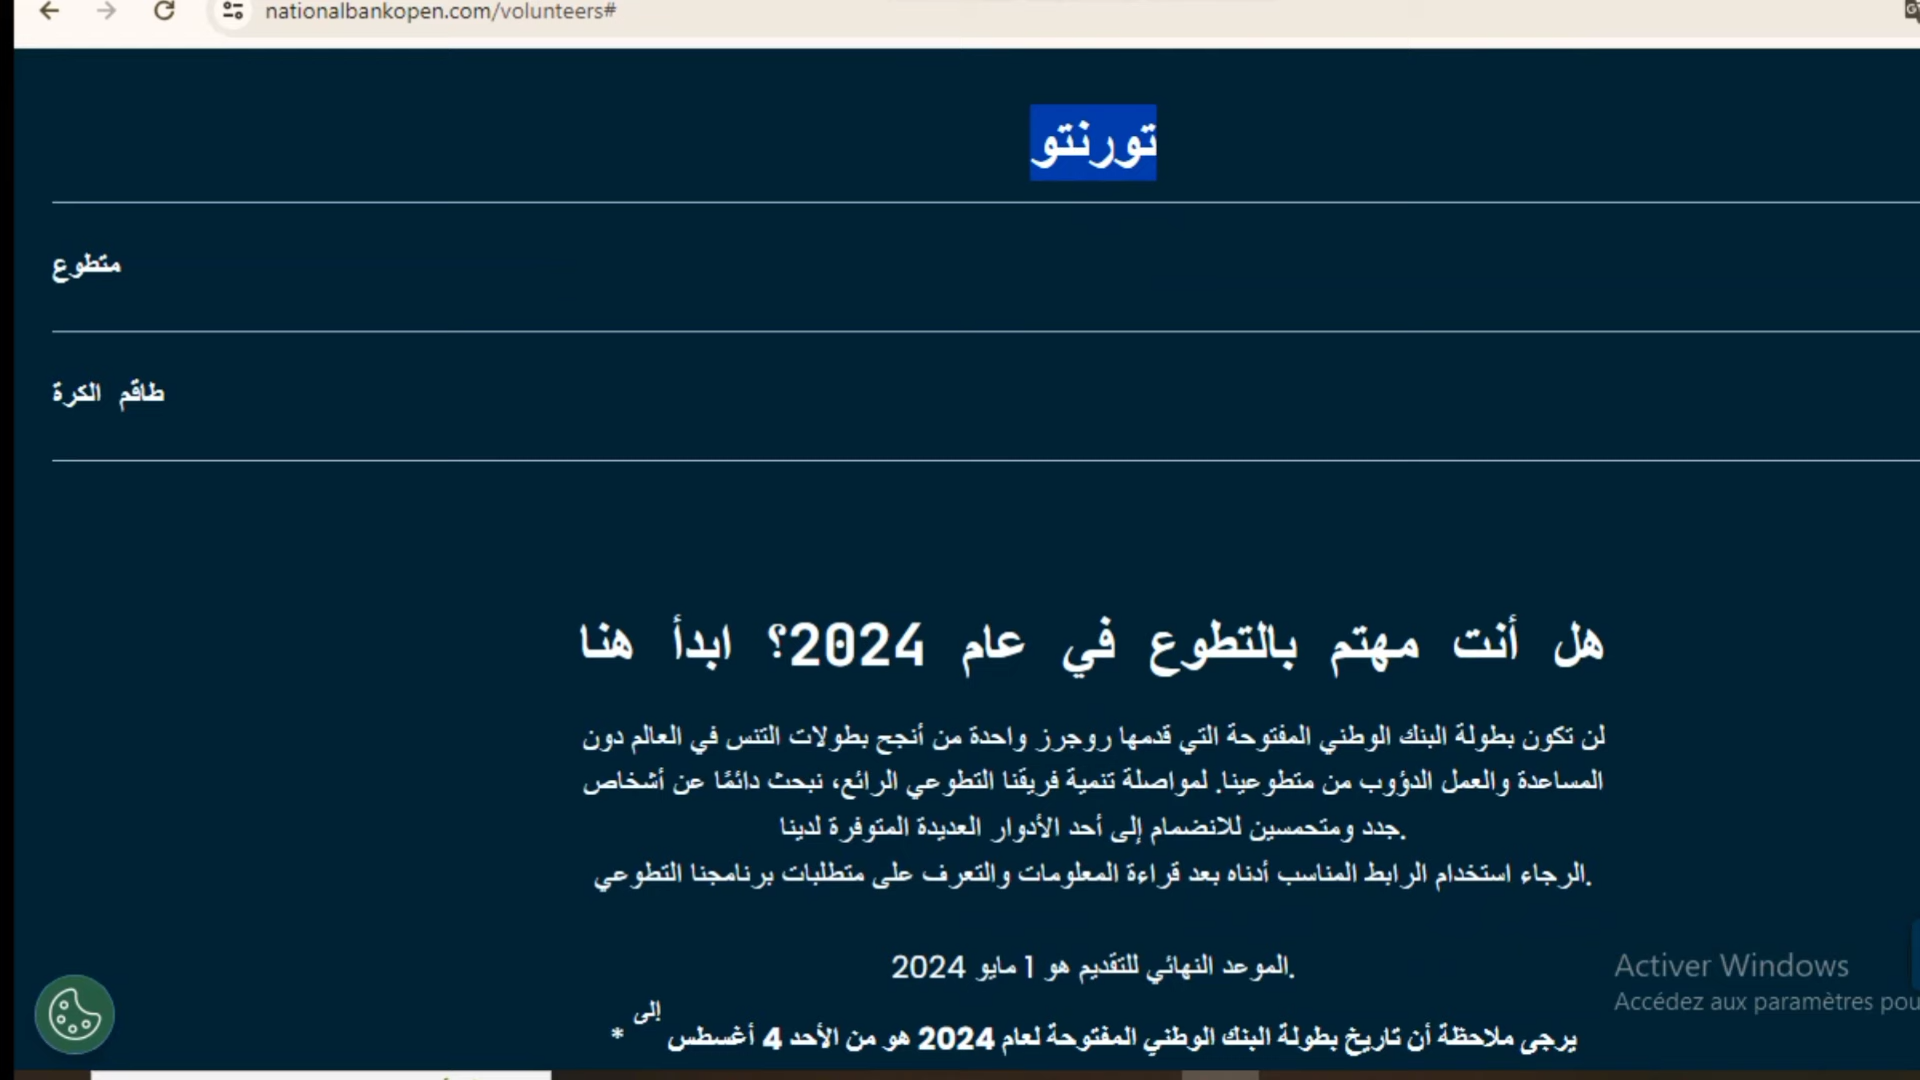 nationalbankopen.com/volunteers#
تورنتو
متطوع
طاقم الكرة
هل أنت مهتم بالتطوع في عام 2024؟ ابدأ هنا
لن تكون بطولة البنك الوطني المفتوحة التي قدمها روجرز واحدة من أنجح بطولات التنس في العالم دون
المساعدة والعمل الدؤوب من متطوعينا. لمواصلة تنمية فريقنا التطوعي الرائع، نبحث دائمًا عن أشخاص
جدد ومتحمسين للانضمام إلى أحد الأدوار العديدة المتوفرة لدينا.
الرجاء استخدام الرابط المناسب أدناه بعد قراءة المعلومات والتعرف على متطلبات برنامجنا التطوعي.
الموعد النهائي للتقديم هو 1 مايو 2024.
يرجى ملاحظة أن تاريخ بطولة البنك الوطني المفتوحة لعام 2024 هو من الأحد 4 أغسطس إلى *
Activer Windows
Accédez aux paramètres pou